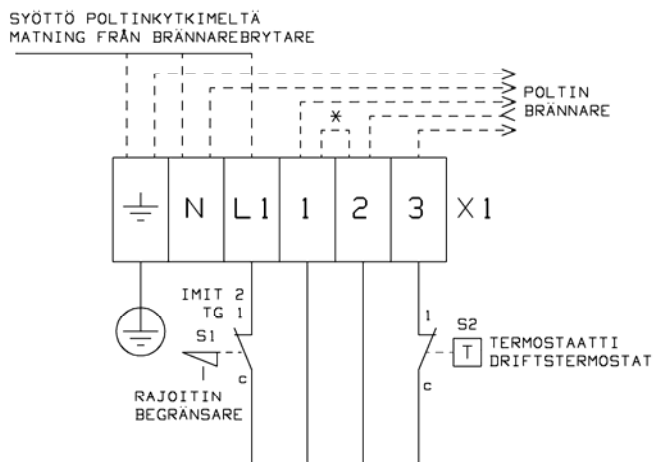 SYÖTTÖ POLTINKYTKIMELTÄ
MATNING FRÅN BRÄNNAREBRYTARE
POLTIN
BRÄNNARE
*
N L1 1 2 3 X1
IMIT 2
TG 1
S1
c
RAJOITIN
BEGRÄNSARE
1
S2
T
TERMOSTAATTI
DRIFTSTERMOSTAT
c